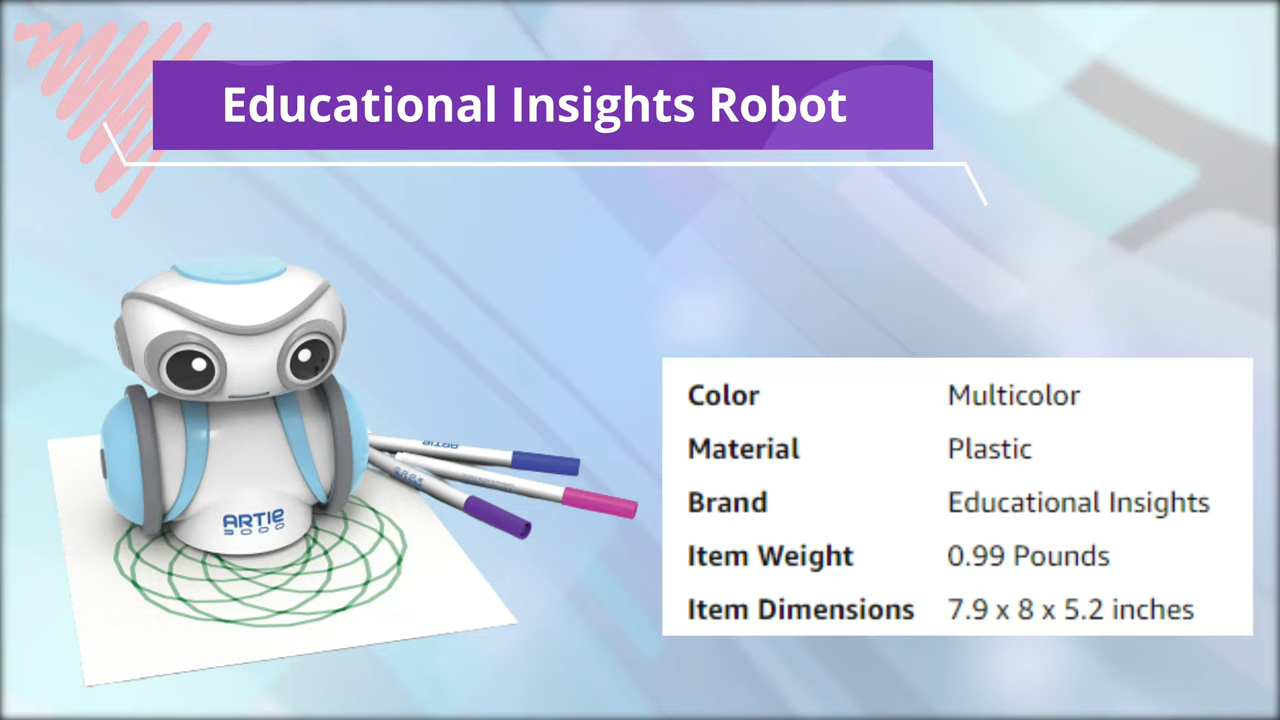 Educational Insights Robot
Color Multicolor
Material Plastic
Brand Educational Insights
Item Weight 0.99 Pounds
Item Dimensions 7.9 x 8 x 5.2 inches
ARTIE
ARTIE
3000